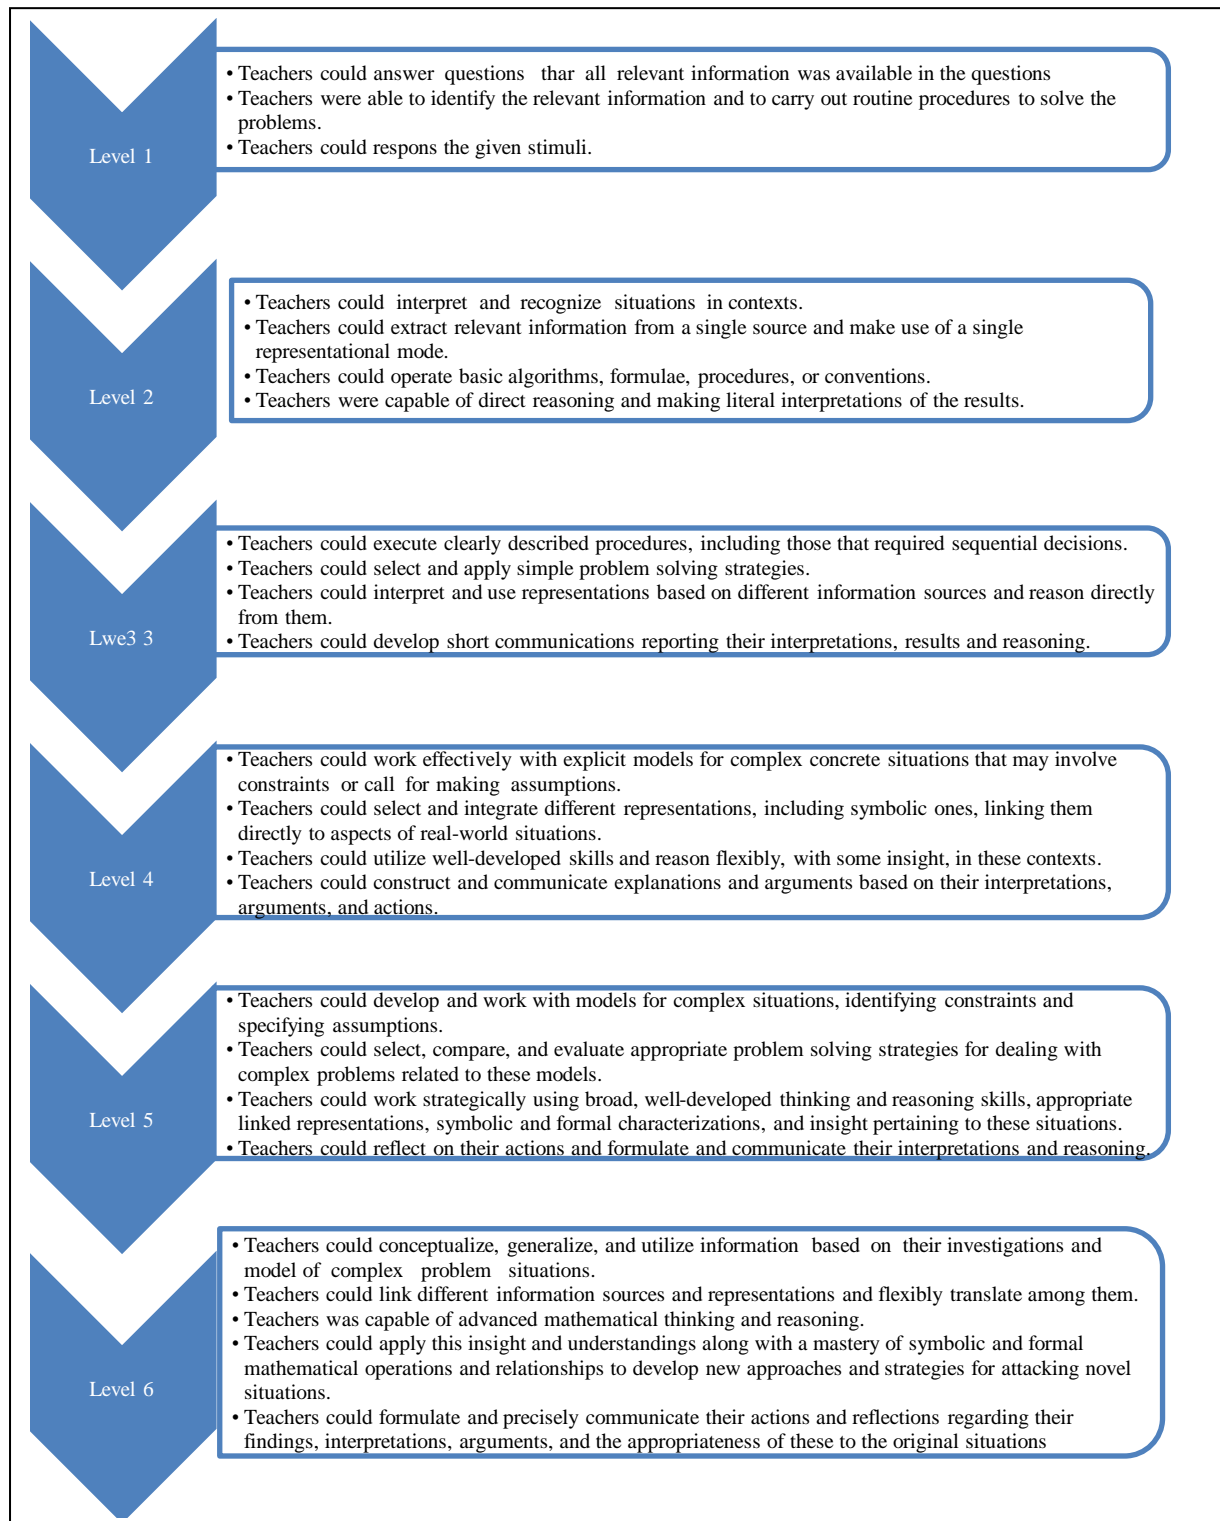 Level 1
• Teachers could answer questions thar all relevant information was available in the questions
• Teachers were able to identify the relevant information and to carry out routine procedures to solve the
problems.
• Teachers could respons the given stimuli.
Level 2
• Teachers could interpret and recognize situations in contexts.
• Teachers could extract relevant information from a single source and make use of a single
representational mode.
• Teachers could operate basic algorithms, formulae, procedures, or conventions.
• Teachers were capable of direct reasoning and making literal interpretations of the results.
Lwe3 3
• Teachers could execute clearly described procedures, including those that required sequential decisions.
• Teachers could select and apply simple problem solving strategies.
• Teachers could interpret and use representations based on different information sources and reason directly
from them.
• Teachers could develop short communications reporting their interpretations, results and reasoning.
Level 4
• Teachers could work effectively with explicit models for complex concrete situations that may involve
constraints or call for making assumptions.
• Teachers could select and integrate different representations, including symbolic ones, linking them
directly to aspects of real-world situations.
• Teachers could utilize well-developed skills and reason flexibly, with some insight, in these contexts.
• Teachers could construct and communicate explanations and arguments based on their interpretations,
arguments, and actions.
Level 5
• Teachers could develop and work with models for complex situations, identifying constraints and
specifying assumptions.
• Teachers could select, compare, and evaluate appropriate problem solving strategies for dealing with
complex problems related to these models.
• Teachers could work strategically using broad, well-developed thinking and reasoning skills, appropriate
linked representations, symbolic and formal characterizations, and insight pertaining to these situations.
• Teachers could reflect on their actions and formulate and communicate their interpretations and reasoning.
Level 6
• Teachers could conceptualize, generalize, and utilize information based on their investigations and
model of complex problem situations.
• Teachers could link different information sources and representations and flexibly translate among them.
• Teachers was capable of advanced mathematical thinking and reasoning.
• Teachers could apply this insight and understandings along with a mastery of symbolic and formal
mathematical operations and relationships to develop new approaches and strategies for attacking novel
situations.
• Teachers could formulate and precisely communicate their actions and reflections regarding their
findings, interpretations, arguments, and the appropriateness of these to the original situations